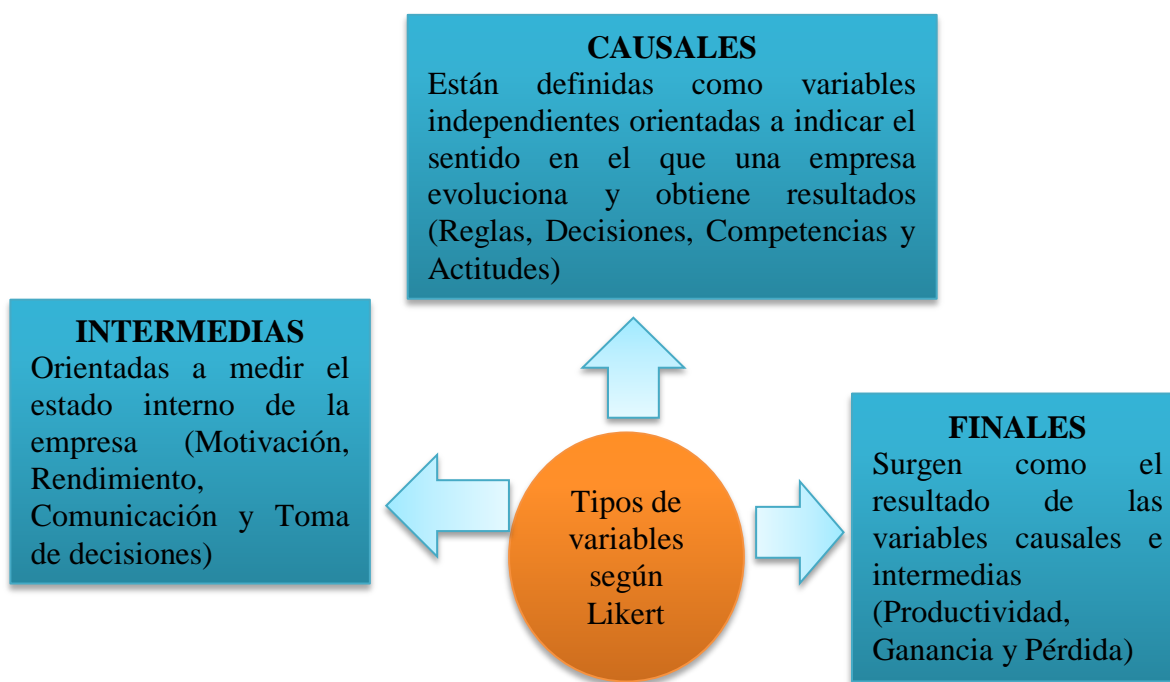 CAUSALES
Están definidas como variables
independientes orientadas a indicar el
sentido en el que una empresa
evoluciona y obtiene resultados
(Reglas, Decisiones, Competencias y
Actitudes)
INTERMEDIAS
Orientadas a medir el
estado interno de la
empresa (Motivación,
Rendimiento,
Comunicación y Toma
de decisiones)
Tipos de
variables
según
Likert
FINALES
Surgen como el
resultado de las
variables causales e
intermedias
(Productividad,
Ganancia y Pérdida)